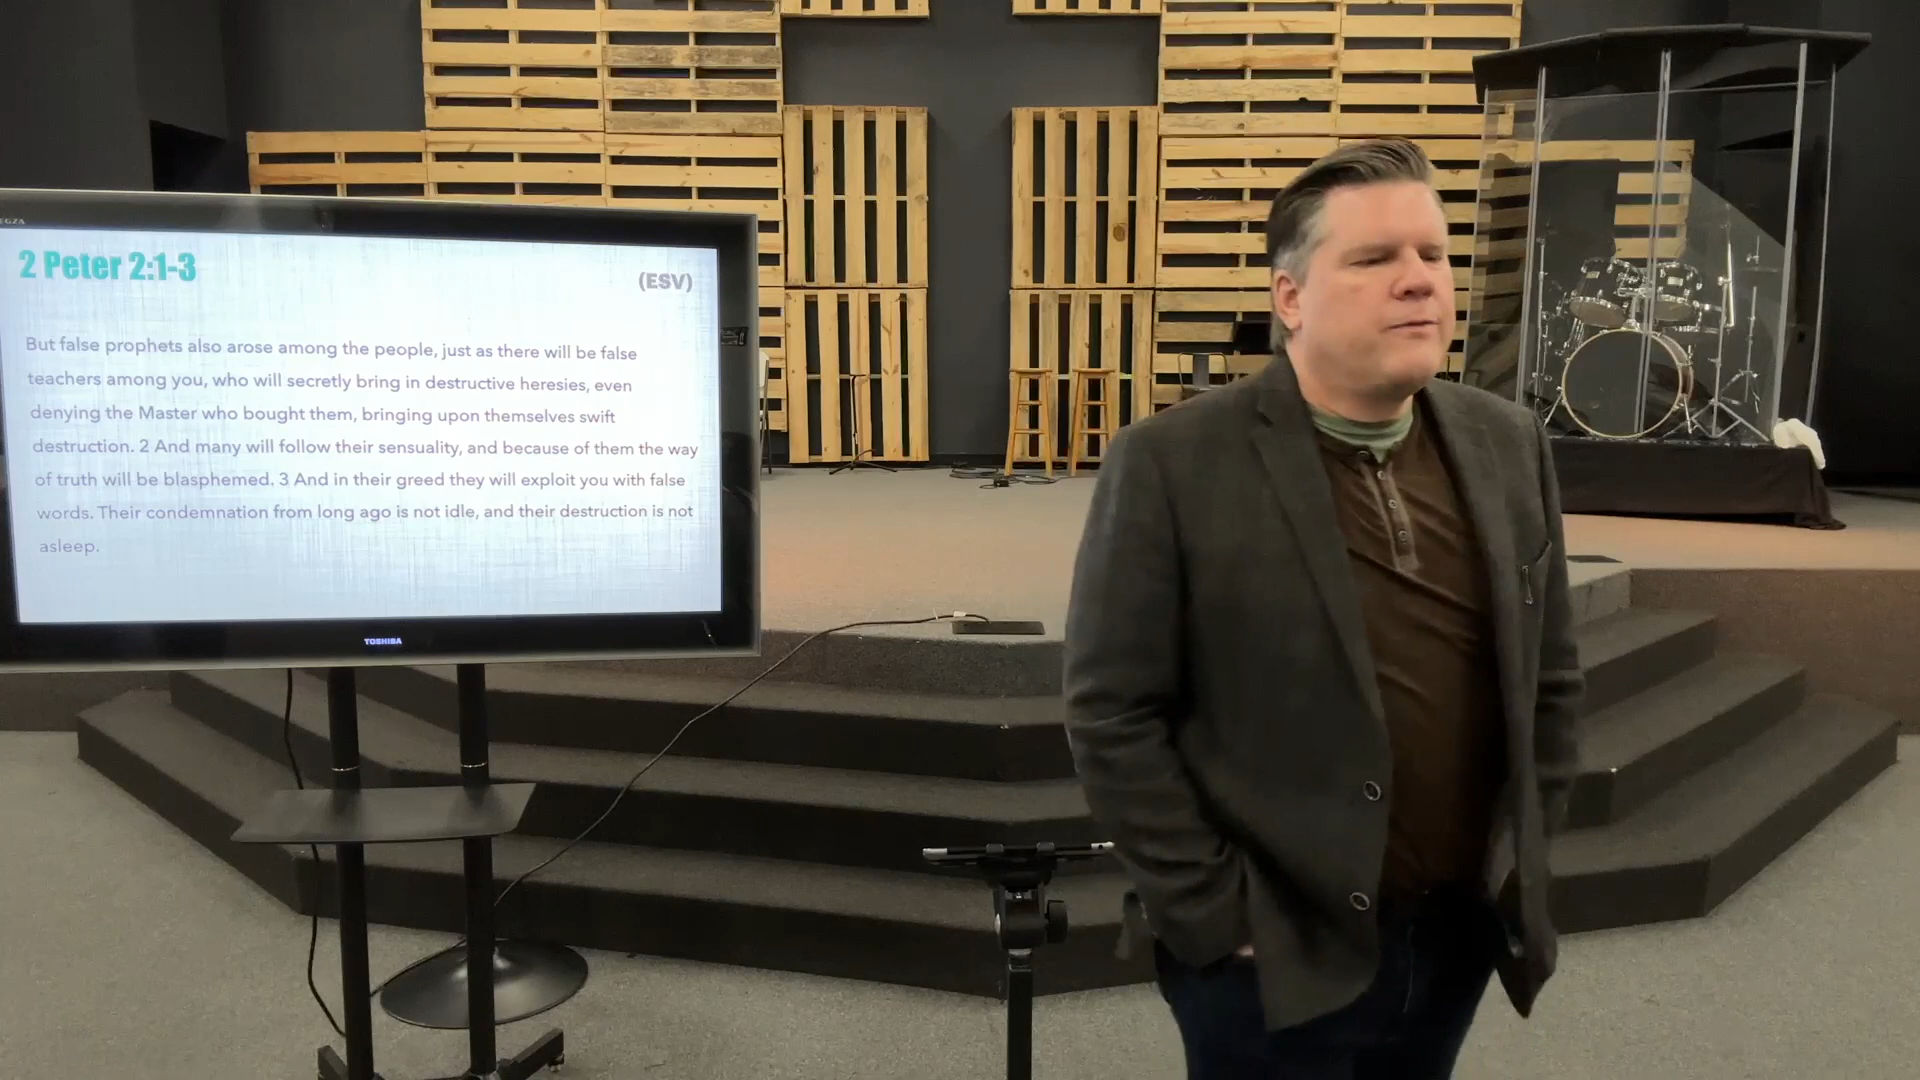 EGZA
2 Peter 2:1-3
(ESV)
But false prophets also arose among the people, just as there will be false
teachers among you, who will secretly bring in destructive heresies, even
denying the Master who bought them, bringing upon themselves swift
destruction. 2 And many will follow their sensuality, and because of them the way
of truth will be blasphemed. 3 And in their greed they will exploit you with false
words. Their condemnation from long ago is not idle, and their destruction is not
asleep.
TOSHIBA